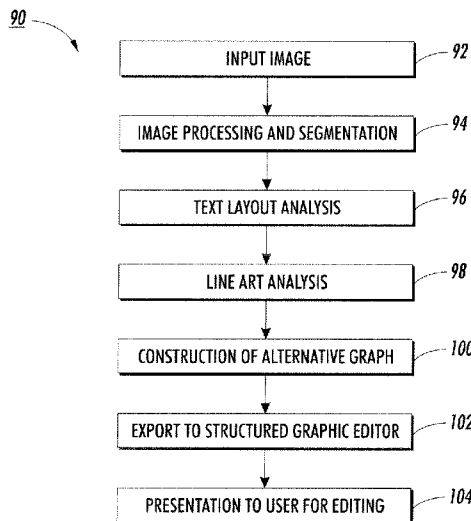 90
INPUT IMAGE 92
IMAGE PROCESSING AND SEGMENTATION 94
TEXT LAYOUT ANALYSIS 96
LINE ART ANALYSIS 98
CONSTRUCTION OF ALTERNATIVE GRAPH 100
EXPORT TO STRUCTURED GRAPHIC EDITOR 102
PRESENTATION TO USER FOR EDITING 104